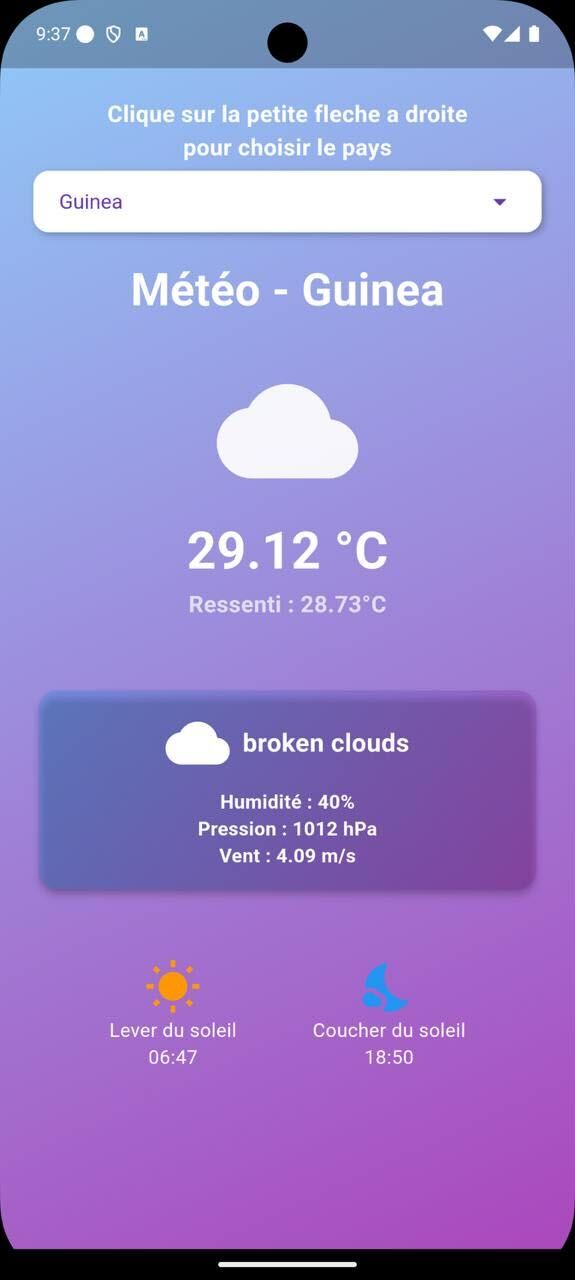 9:37
A
Clique sur la petite fleche a droite
pour choisir le pays
Guinea
Météo - Guinea
29.12 °C
Ressenti : 28.73°C
broken clouds
Humidité : 40%
Pression : 1012 hPa
Vent : 4.09 m/s
Lever du soleil
06:47
Coucher du soleil
18:50